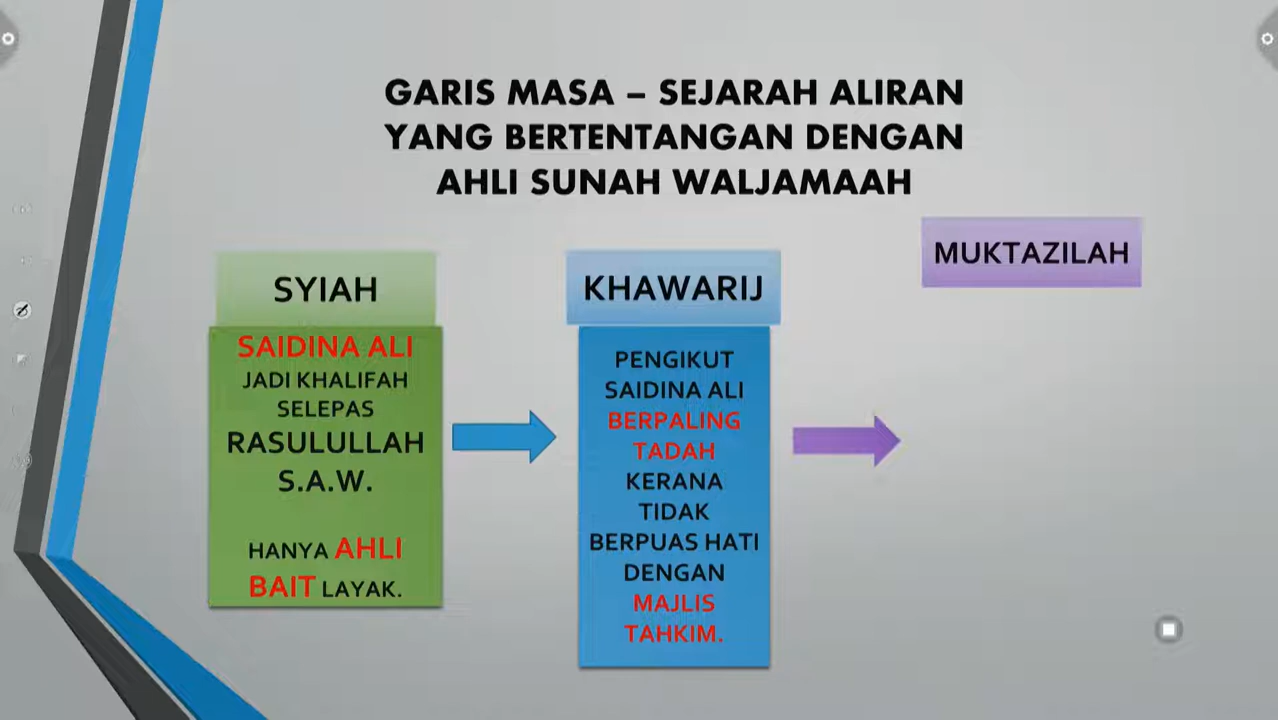 GARIS MASA – SEJARAH ALIRAN
YANG BERTENTANGAN DENGAN
AHLI SUNAH WALJAMAAH
SYIAH
SAIDINA ALI
JADI KHALIFAH
SELEPAS
RASULULLAH
S.A.W.
HANYA AHLI
BAIT LAYAK.
KHAWARIJ
PENGIKUT
SAIDINA ALI
BERPALING
TADAH
KERANA
TIDAK
BERPUAS HATI
DENGAN
MAJLIS
TAHKIM.
MUKTAZILAH